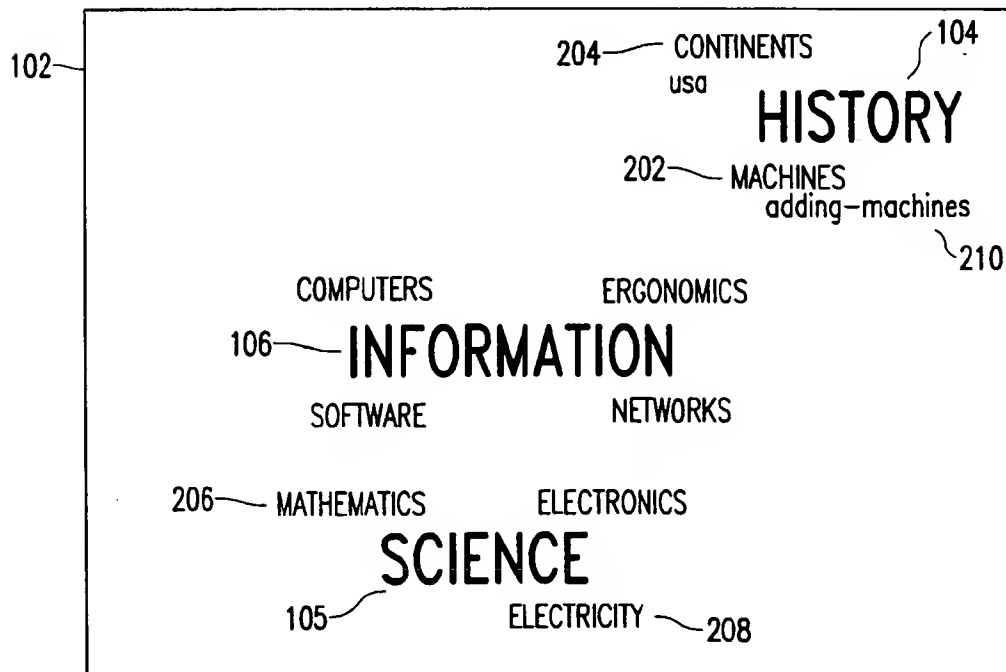 104
204 CONTINENTS
102
usa
HISTORY
202 MACHINES
adding-machines
210
COMPUTERS ERGONOMICS
106 INFORMATION
SOFTWARE NETWORKS
206 MATHEMATICS ELECTRONICS
SCIENCE
105 ELECTRICITY 208